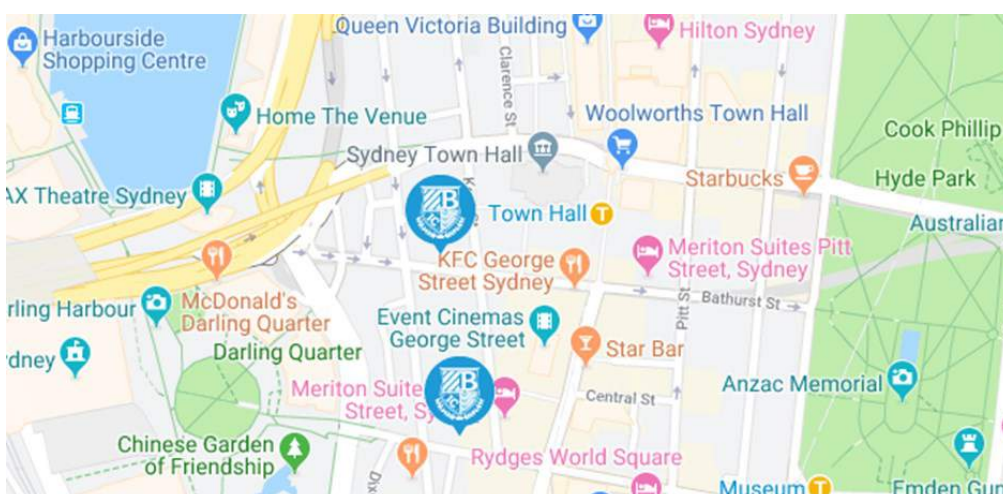 Queen Victoria Building
Hilton Sydney
Harbourside
Shopping Centre
Clarence St
Home The Venue
Woolworths Town Hall
Cook Phillip
Sydney Town Hall
Starbucks
Hyde Park
AX Theatre Sydney
B
Town Hall
T
Australian
KFC George
Street Sydney
Meriton Suites Pitt
Street, Sydney
McDonald's
Darling Quarter
rling Harbour
Pitt St
Bathurst St
Event Cinemas
George Street
dney
Darling Quarter
Star Bar
Anzac Memorial
Meriton Suite
Street, Sy
B
Central St
Chinese Garden
of Friendship
Dix
Rydges World Square
Museum
T
Emden Gun